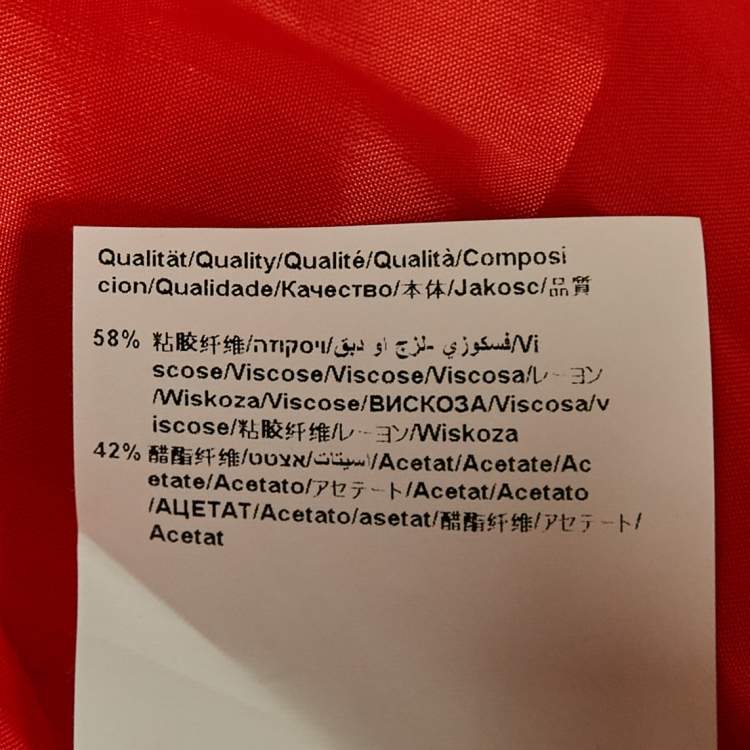 Qualität/Quality/Qualité/Qualità/Composi
cion/Qualidade/Качество/本体/Jakosc/品質
58% 粘胶纤维/ויסקוזה/فسكوزي -لزج او دبق/Vi
scose/Viscose/Viscose/Viscosa/レーヨン
/Wiskoza/Viscose/ВИСКОЗА/Viscosa/v
iscose/粘胶纤维/レーヨン/Wiskoza
42% 醋酯纤维/אצטט/اسيتات/Acetat/Acetate/Ac
etate/Acetato/アセテート/Acetat/Acetato
/АЦЕТАТ/Acetato/asetat/醋酯纤维/アセテート/
Acetat